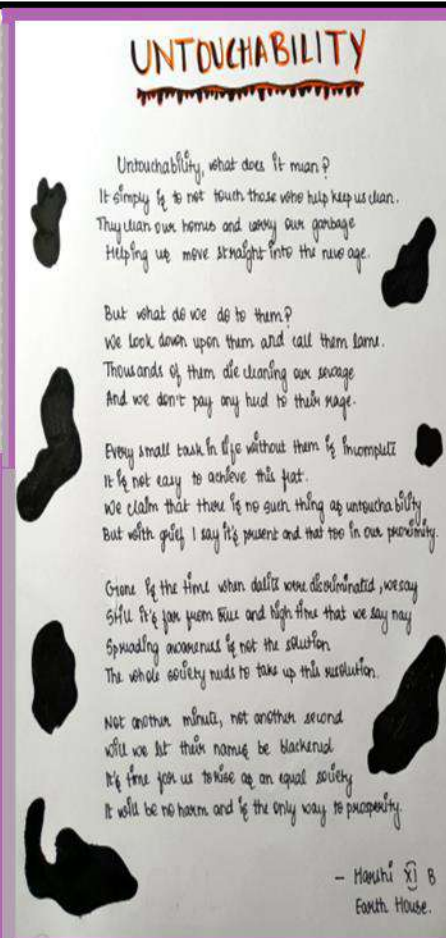 UNTOUCHABILITY
Untouchability, what does it mean?
It simply is to not touch those who help keep us clean.
They clean our homes and carry our garbage
Helping us move straight into the new age.
But what do we do to them?
We look down upon them and call them lame.
Thousands of them die cleaning our sewage
And we don't pay any heed to their rage.
Every small task in life without them is incomplete
It is not easy to achieve this feat.
We claim that there is no such thing as untouchability
But with grief I say it's present and that too in our proximity.
Gone is the time when dalits were discriminated, we say
Still it's far from true and high time that we say nay
Spreading awareness is not the solution
The whole society needs to take up this resolution.
Not another minute, not another second
will we let their names be blackened
It's time for us to rise as an equal society
It will be no harm and is the only way to prosperity.
- Harshi XI B
Earth House.